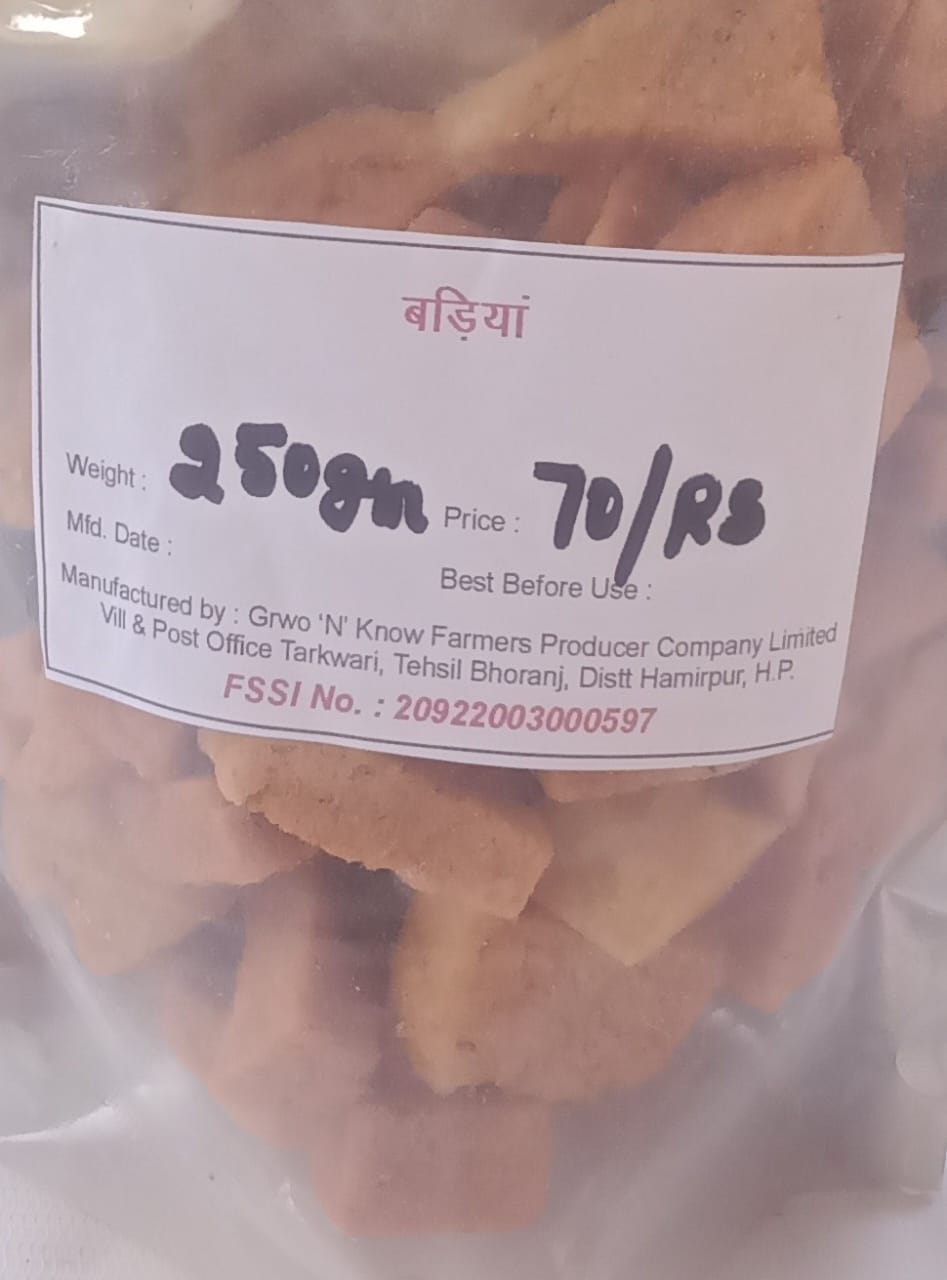 बड़ियां
Weight : 250gm Price : 70/RS
Mfd. Date :
Best Before Use :
Manufactured by : Grwo 'N' Know Farmers Producer Company Limited
Vill & Post Office Tarkwari, Tehsil Bhoranj, Distt Hamirpur, H.P.
FSSI No. : 20922003000597